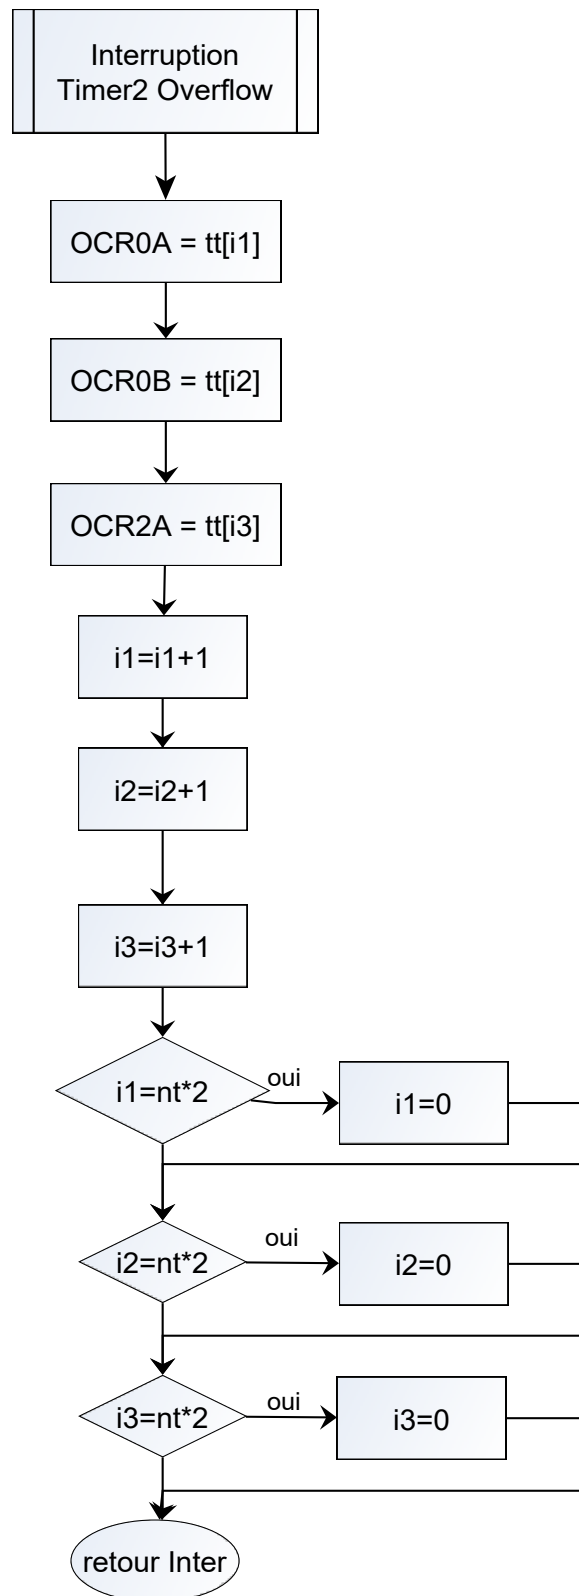 Interruption
Timer2 Overflow
OCR0A = tt[i1]
OCR0B = tt[i2]
OCR2A = tt[i3]
i1=i1+1
i2=i2+1
i3=i3+1
i1=nt*2
oui
i1=0
i2=nt*2
oui
i2=0
i3=nt*2
oui
i3=0
retour Inter